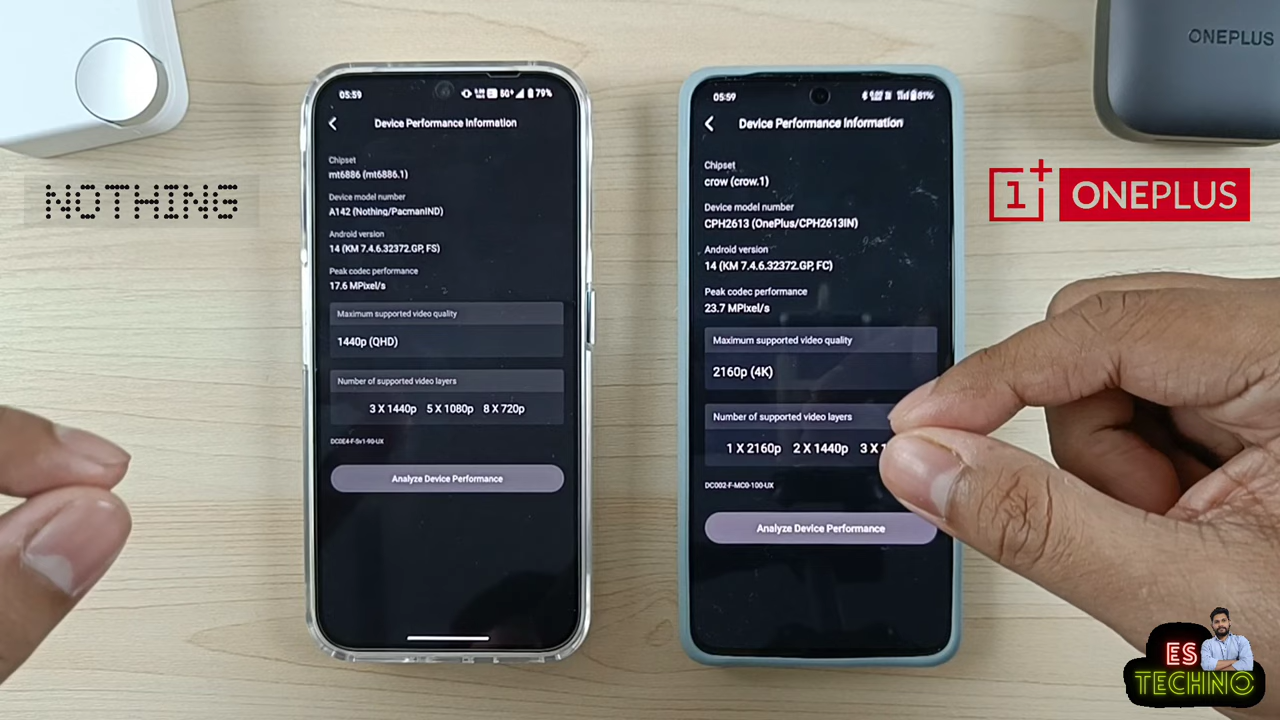 NOTHING
05:59
5G+
79%
Device Performance Information
Chipset
mt6886 (mt6886.1)
Device model number
A142 (Nothing/PacmanIND)
Android version
14 (KM 7.4.6.32372.GP, FS)
Peak codec performance
17.6 MPixel/s
Maximum supported video quality
1440p (QHD)
Number of supported video layers
3 X 1440p 5 X 1080p 8 X 720p
DC0E4-F-5v1-90-UX
Analyze Device Performance
05:59
81%
Device Performance Information
Chipset
crow (crow.1)
Device model number
CPH2613 (OnePlus/CPH2613IN)
Android version
14 (KM 7.4.6.32372.GP, FC)
Peak codec performance
23.7 MPixel/s
Maximum supported video quality
2160p (4K)
Number of supported video layers
1 X 2160p 2 X 1440p 3 X
DC002-F-MC0-100-UX
Analyze Device Performance
ONEPLUS
1+ ONEPLUS
ES
TECHNO